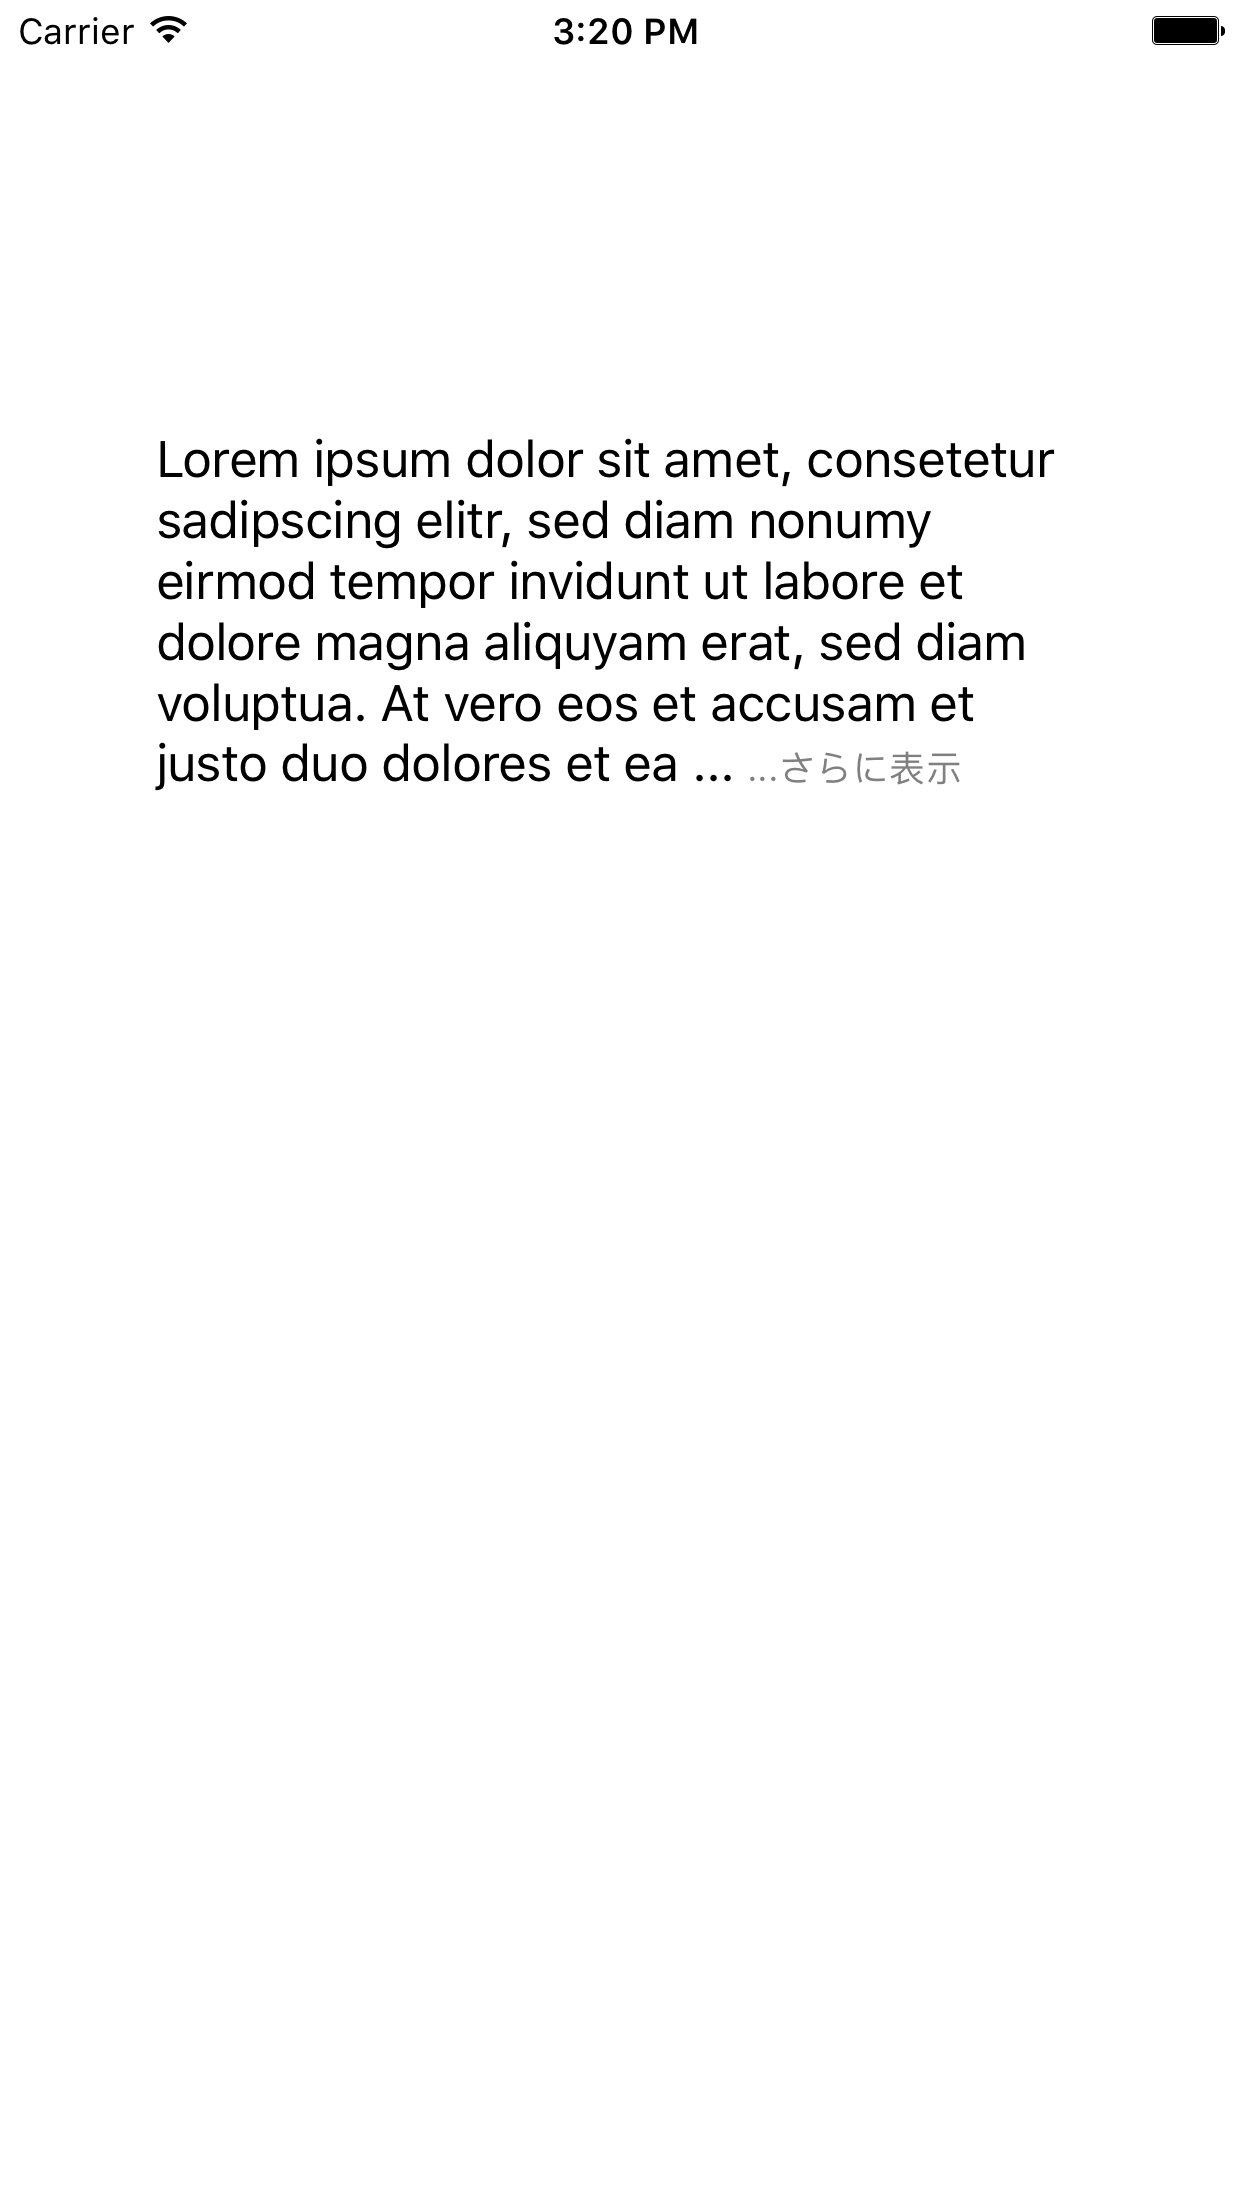 Carrier 3:20 PM
Lorem ipsum dolor sit amet, consetetur
sadipscing elitr, sed diam nonumy
eirmod tempor invidunt ut labore et
dolore magna aliquyam erat, sed diam
voluptua. At vero eos et accusam et
justo duo dolores et ea ... ...さらに表示